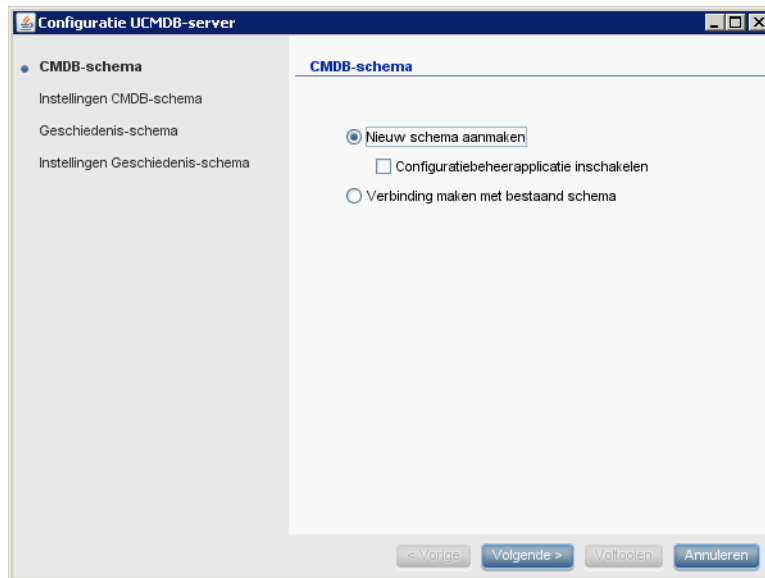 Configuratie UCMDB-server
CMDB-schema
Instellingen CMDB-schema
Geschiedenis-schema
Instellingen Geschiedenis-schema
CMDB-schema
Nieuw schema aanmaken
Configuratiebeheerapplicatie inschakelen
Verbinding maken met bestaand schema
< Vorige
Volgende >
Voltooien
Annuleren